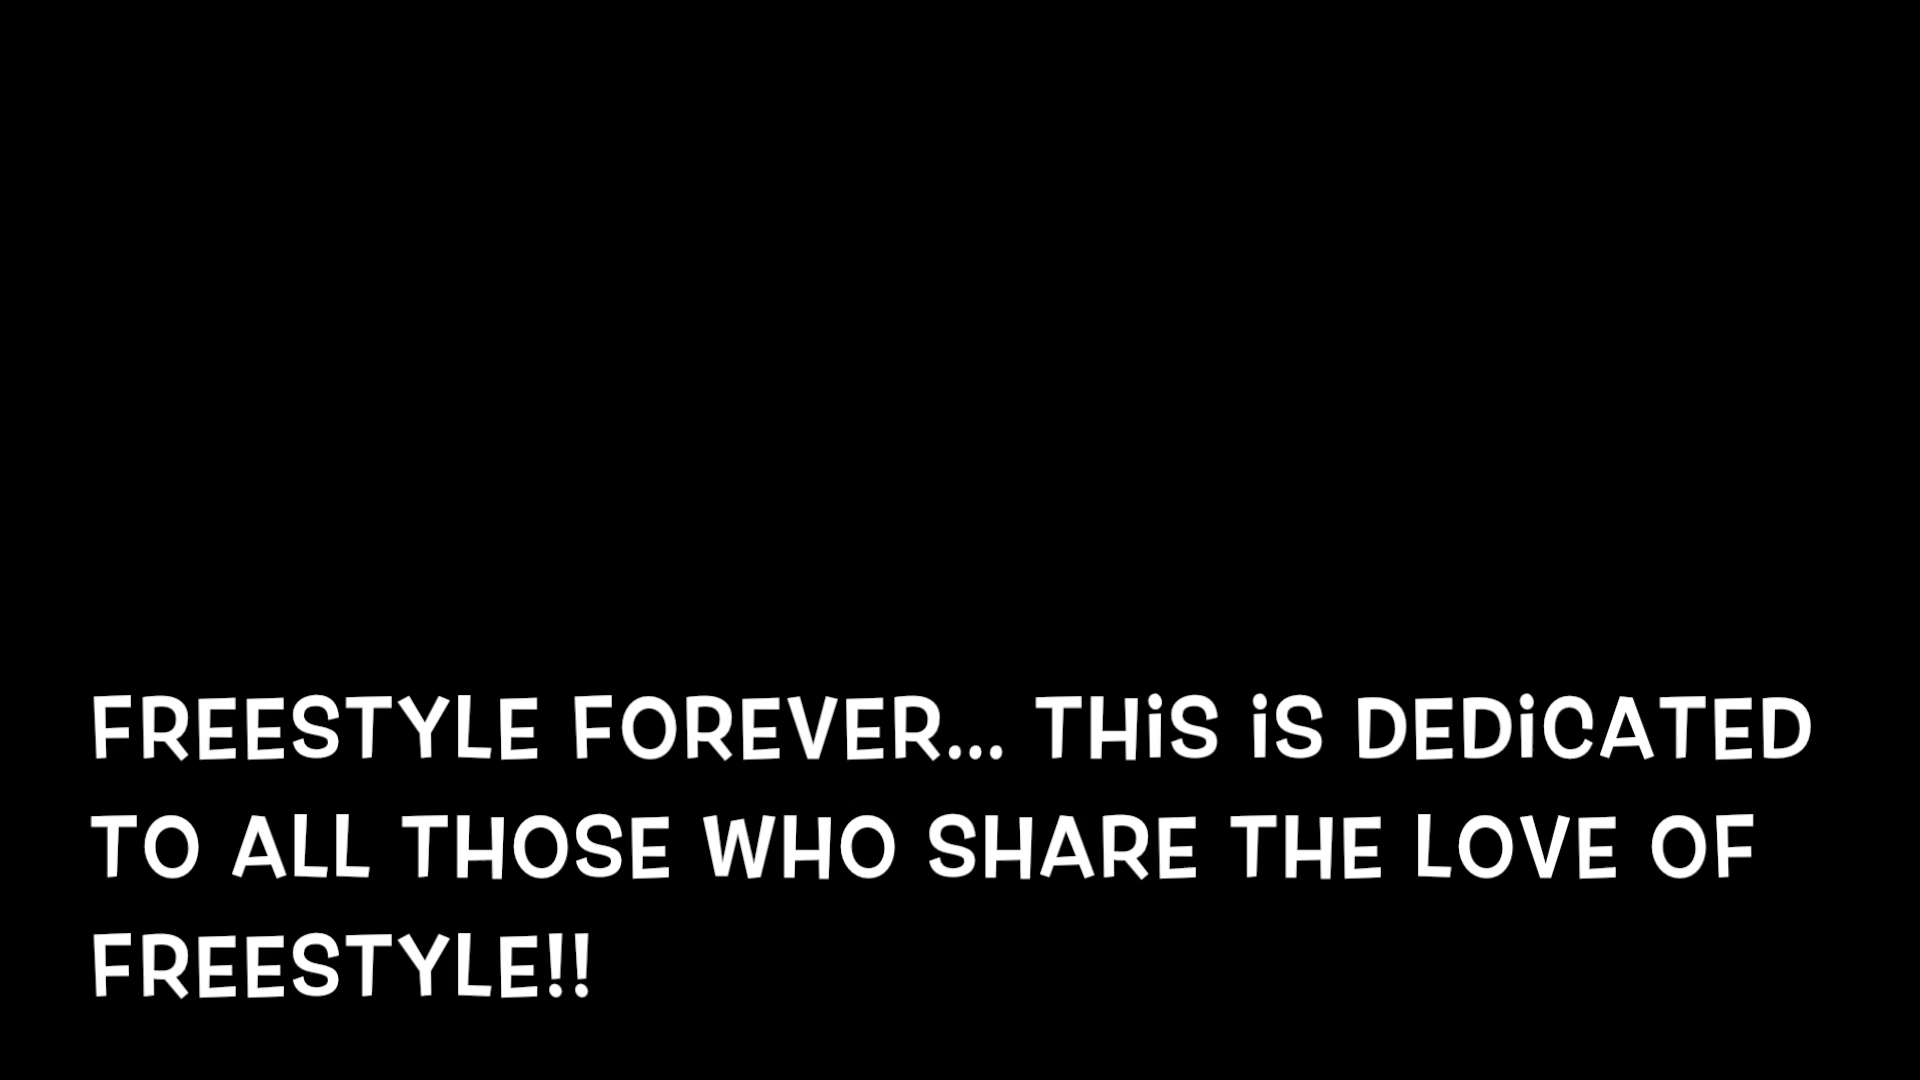 FREESTYLE FOREVER... THiS iS DEDiCATED
TO ALL THOSE WHO SHARE THE LOVE OF
FREESTYLE!!